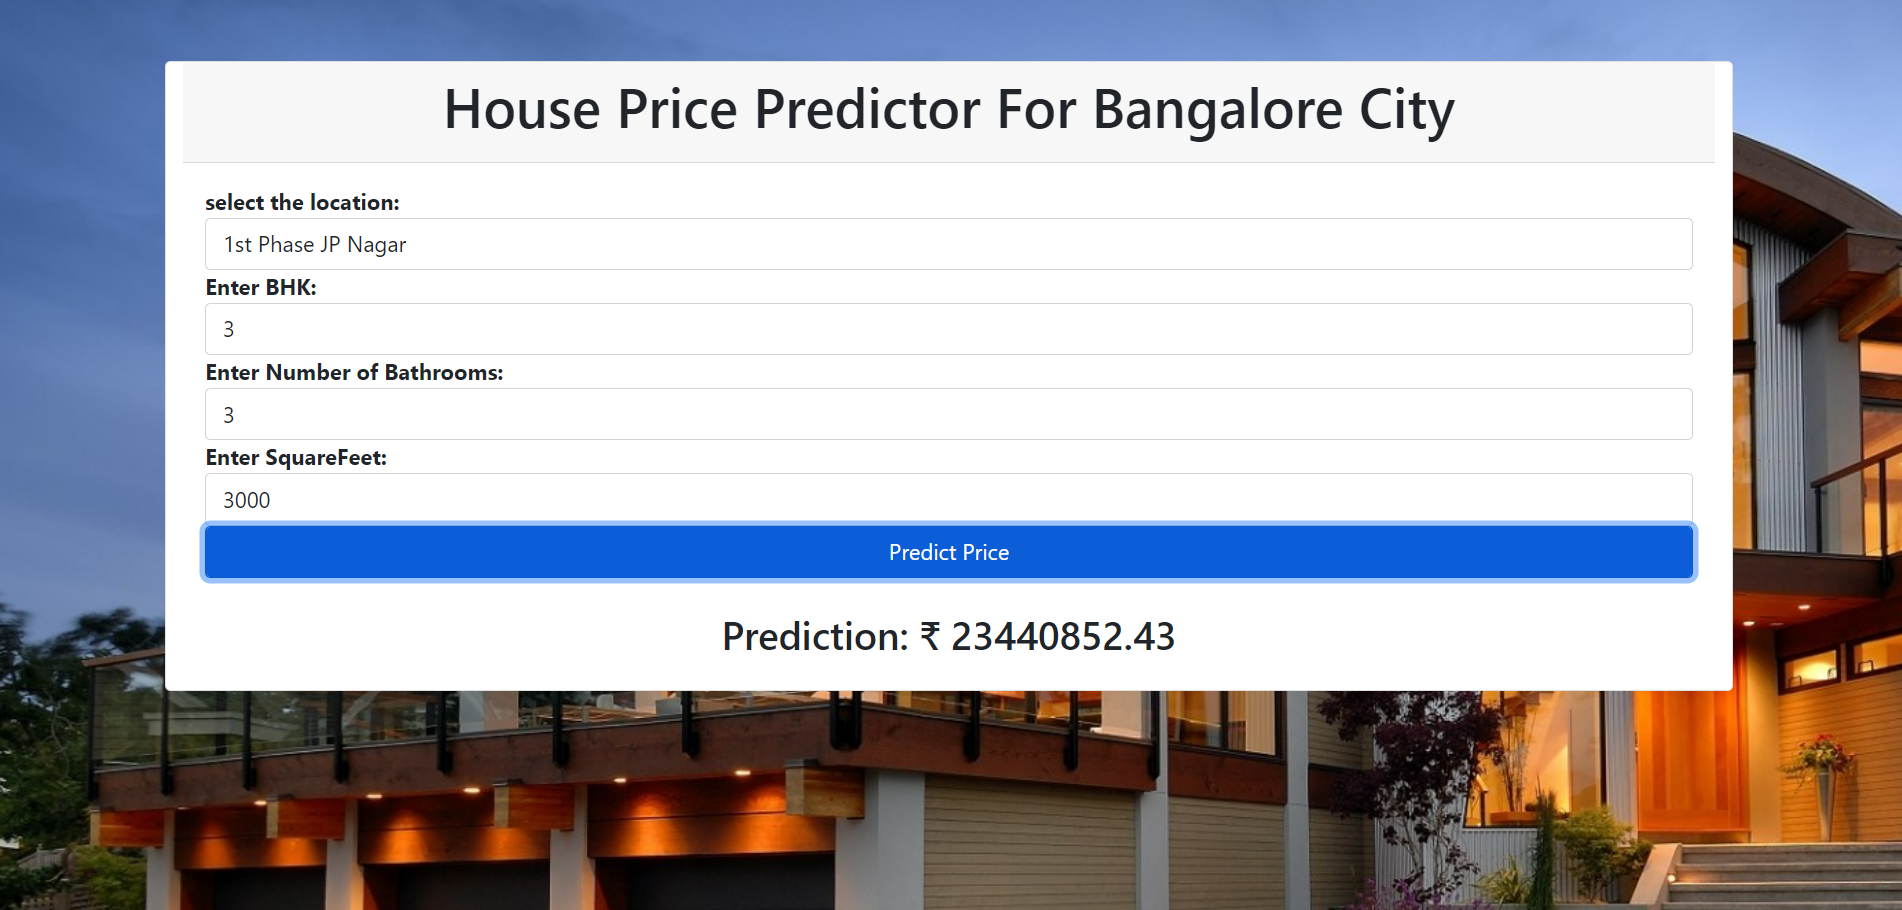 House Price Predictor For Bangalore City
select the location:
1st Phase JP Nagar
Enter BHK:
3
Enter Number of Bathrooms:
3
Enter SquareFeet:
3000
Predict Price
Prediction: ₹ 23440852.43